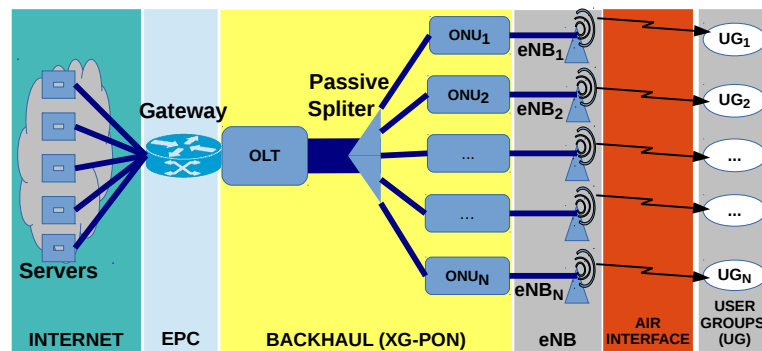 ONU1
eNB1
UG1
Passive
Spliter
Gateway
ONU2
eNB2
UG2
OLT
...
...
...
...
Servers
ONUN
eNBN
UGN
INTERNET
EPC
BACKHAUL (XG-PON)
eNB
AIR
INTERFACE
USER
GROUPS
(UG)